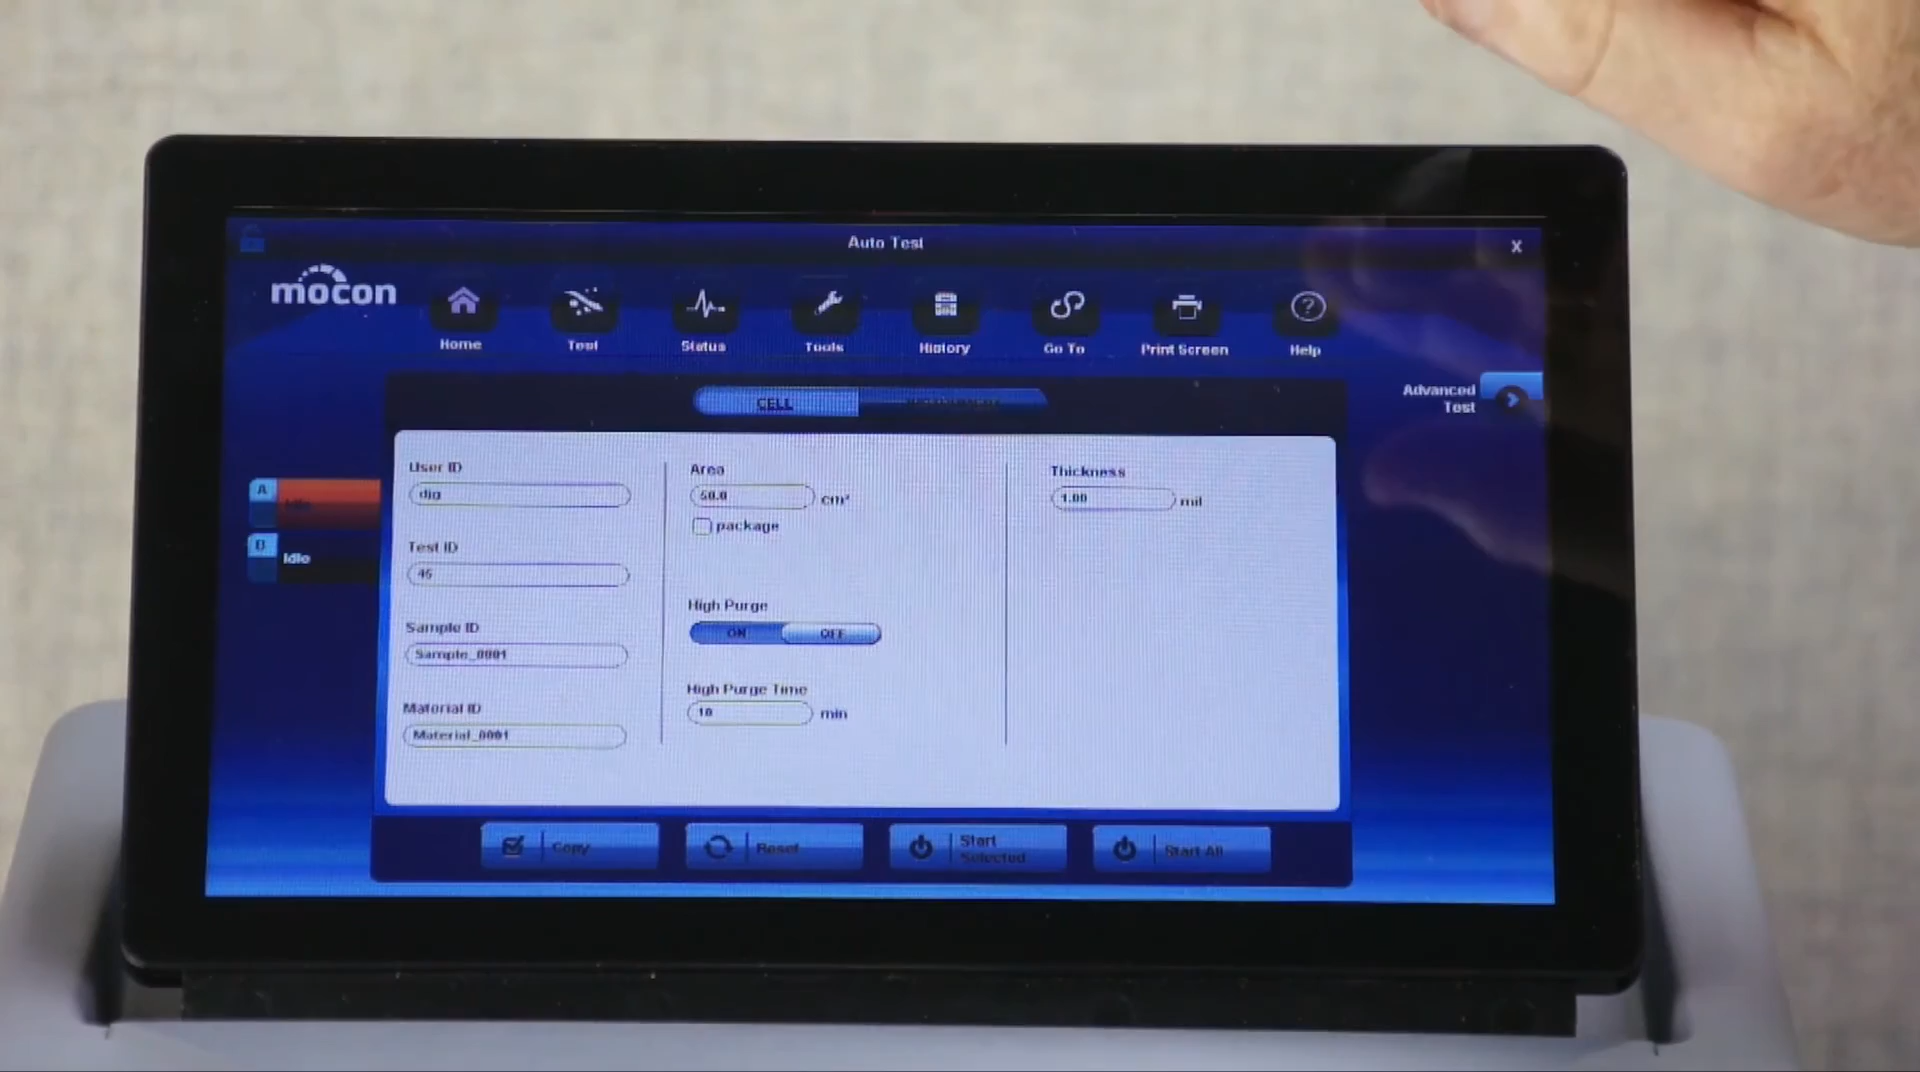 Auto Test
X
mocon
Home
Test
Status
Tools
History
Go To
Print Screen
Help
Advanced
Test
CELL
A
B
Idle
User ID
djg
Test ID
45
Sample ID
Sample_0001
Material ID
Material_0001
Area
50.0 cm²
package
High Purge
ON OFF
High Purge Time
10 min
Thickness
1.00 mil
Copy
Reset
Start
Selected
Start All